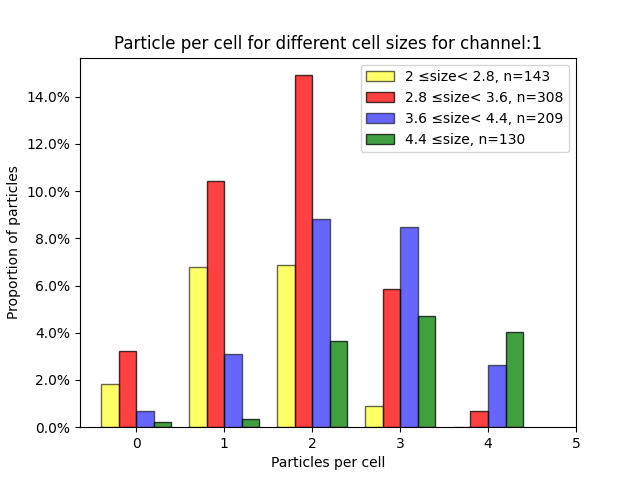 Particle per cell for different cell sizes for channel:1
2 ≤size< 2.8, n=143
2.8 ≤size< 3.6, n=308
3.6 ≤size< 4.4, n=209
4.4 ≤size, n=130
Proportion of particles
14.0%
12.0%
10.0%
8.0%
6.0%
4.0%
2.0%
0.0%
0 1 2 3 4 5
Particles per cell